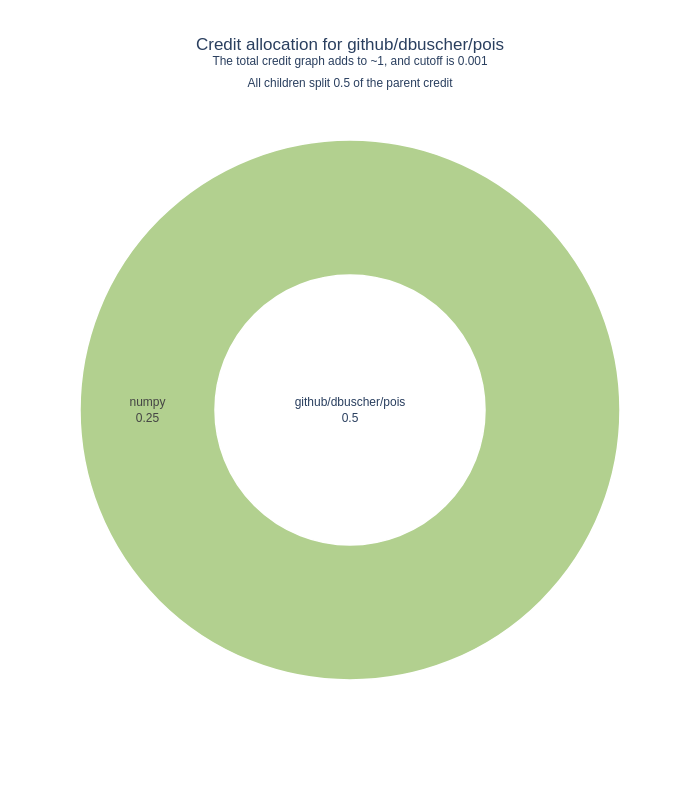 Credit allocation for github/dbuscher/pois
The total credit graph adds to ~1, and cutoff is 0.001
All children split 0.5 of the parent credit
numpy
0.25
github/dbuscher/pois
0.5